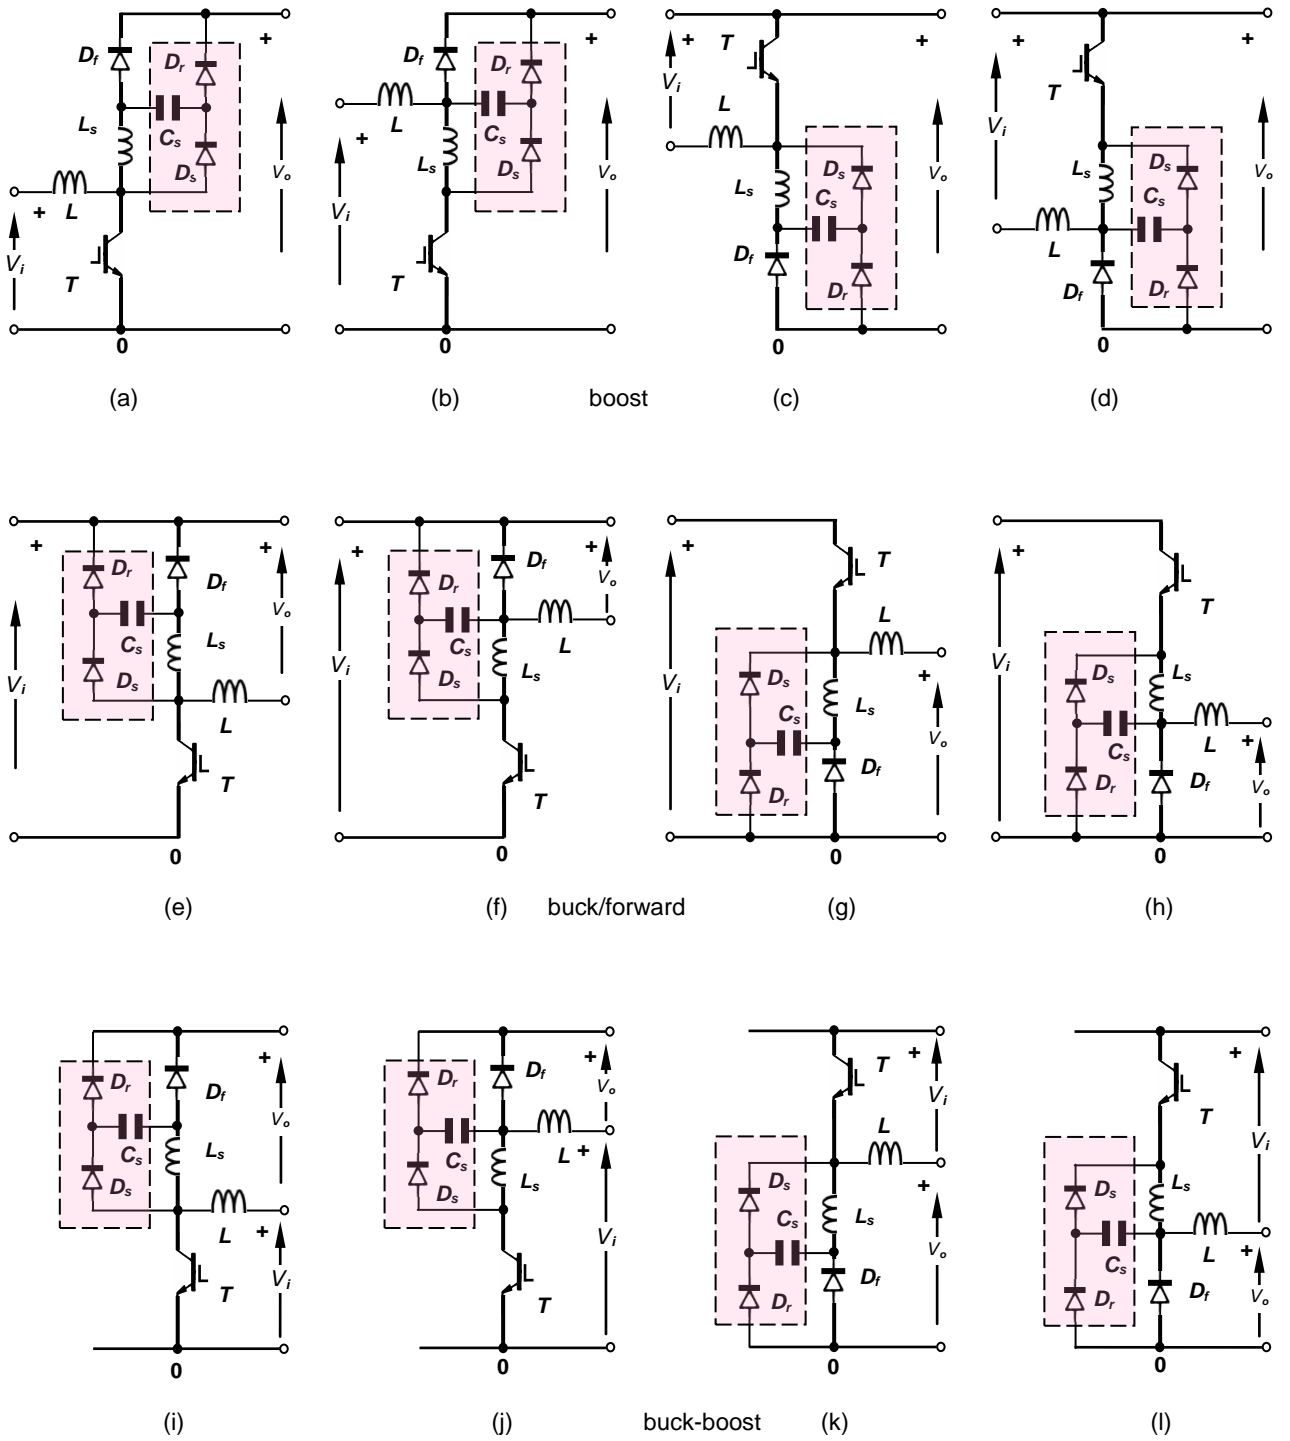 + + + + + +
D_f D_r D_f D_r T V_i T
C_s C_s L V_i
L_s V_o L V_o V_o L_s D_s V_o
D_s L_s D_s D_s C_s
+ L + V_i L_s C_s L
V_i T T D_f D_r D_f D_r
0 0 0 0
(a) (b) boost (c) (d)
+ + + + + +
D_r D_f D_r D_f T T
V_o V_o L
C_s L_s C_s L V_i D_s + V_i D_s L_s
V_i D_s V_i D_s L_s C_s L_s L
L V_o C_s +
T T D_r D_f D_r D_f V_o
0 0 0 0
(e) (f) buck/forward (g) (h)
+ + + +
D_r D_f D_r D_f V_o T V_i T
V_o L V_i
C_s L_s C_s L + D_s + D_s L_s
D_s D_s L_s C_s L_s L
L + V_i V_o C_s +
T V_i T D_r D_f D_r D_f V_o
0 0 0 0
(i) (j) buck-boost (k) (l)